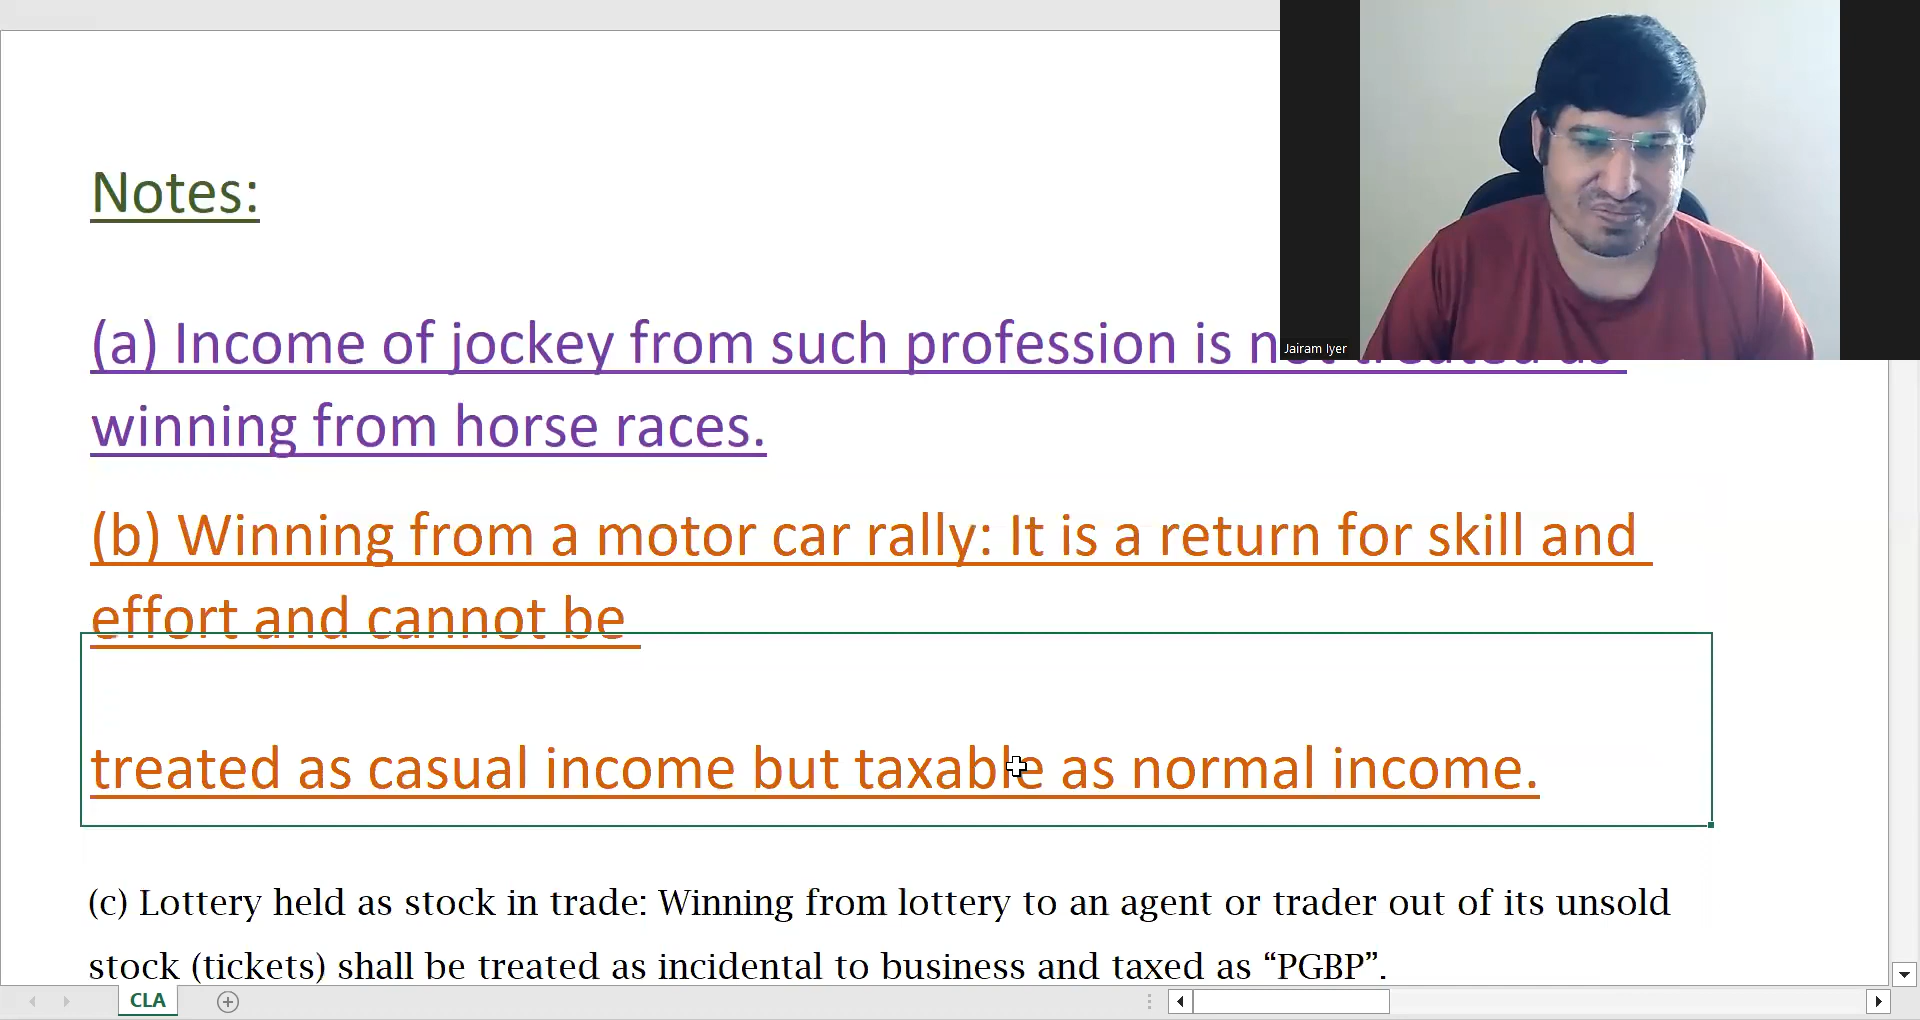 Notes:
(a) Income of jockey from such profession is
winning from horse races.
(b) Winning from a motor car rally: It is a return for skill and
effort and cannot be
treated as casual income but taxable as normal income.
(c) Lottery held as stock in trade: Winning from lottery to an agent or trader out of its unsold
stock (tickets) shall be treated as incidental to business and taxed as “PGBP”.
Jairam Iyer
CLA